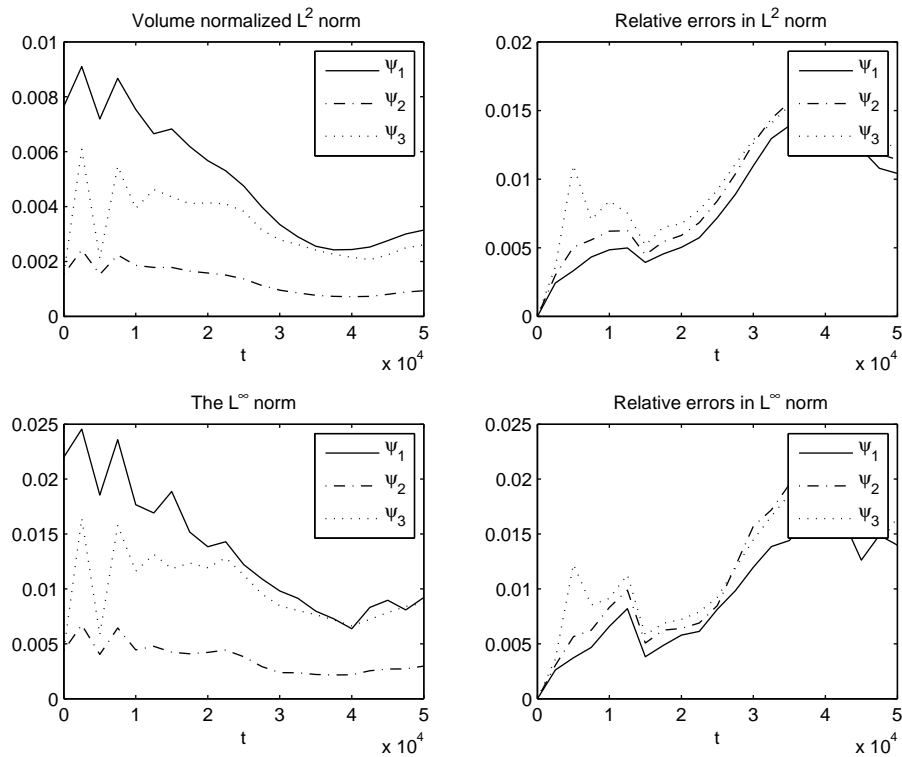 Volume normalized L² norm
0.01
0.008
0.006
0.004
0.002
0
0 1 2 3 4 5
x 10⁴
t
ψ₁
ψ₂
ψ₃
Relative errors in L² norm
0.02
0.015
0.01
0.005
0
0 1 2 3 4 5
x 10⁴
t
ψ₁
ψ₂
ψ₃
The L∞ norm
0.025
0.02
0.015
0.01
0.005
0
0 1 2 3 4 5
x 10⁴
t
ψ₁
ψ₂
ψ₃
Relative errors in L∞ norm
0.025
0.02
0.015
0.01
0.005
0
0 1 2 3 4 5
x 10⁴
t
ψ₁
ψ₂
ψ₃